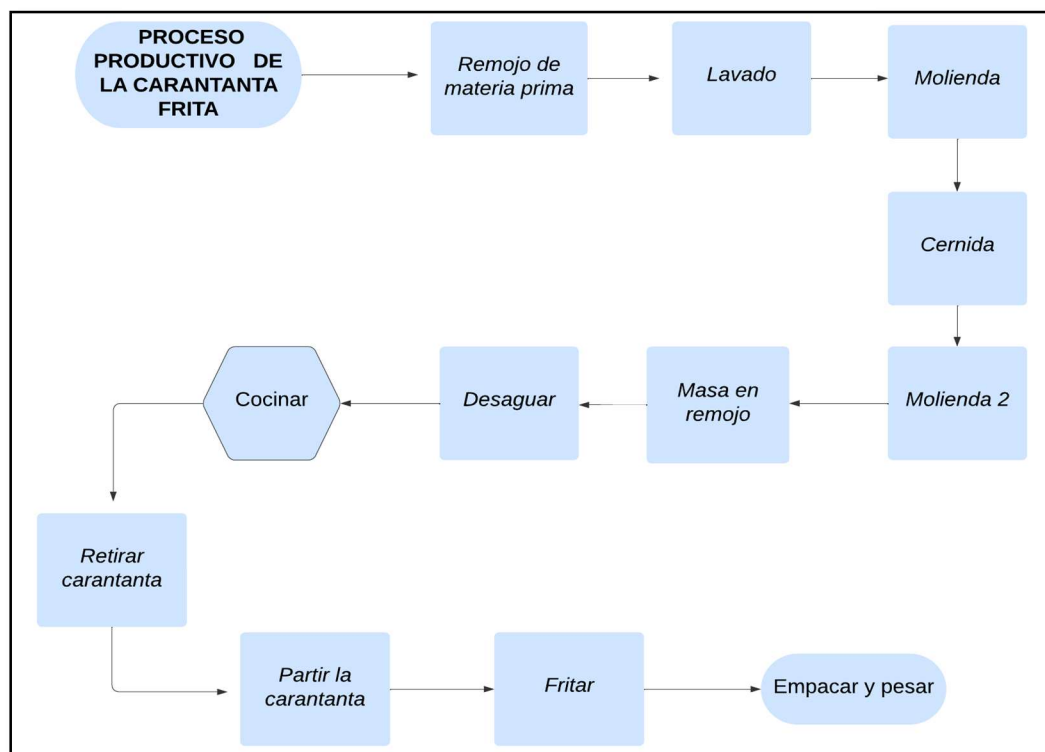 PROCESO
PRODUCTIVO DE
LA CARANTANTA
FRITA
Remojo de
materia prima
Lavado
Molienda
Cernida
Molienda 2
Masa en
remojo
Desaguar
Cocinar
Retirar
carantanta
Partir la
carantanta
Fritar
Empacar y pesar